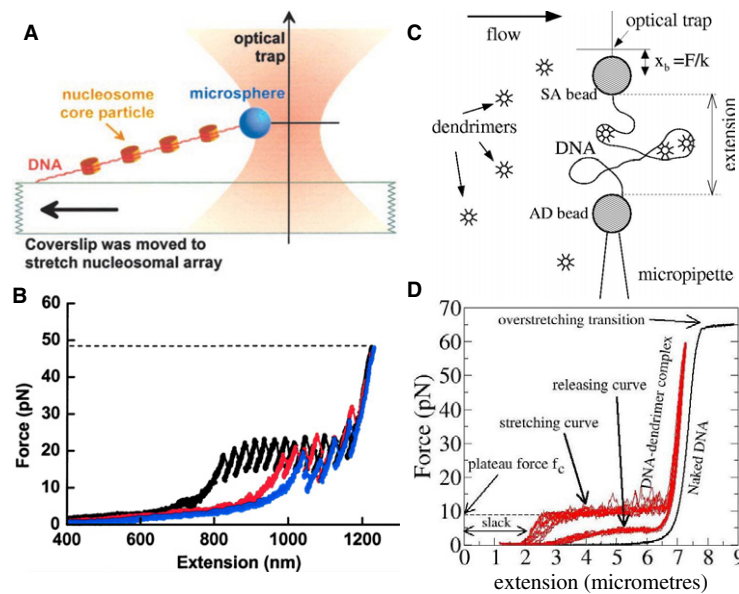 A
optical
trap
microsphere
nucleosome
core particle
DNA
Coverslip was moved to
stretch nucleosomal array
B
60
50
40
30
20
10
0
Force (pN)
400
600
800
1000
1200
Extension (nm)
C
flow
optical trap
x_b =F/k
SA bead
dendrimers
DNA
extension
AD bead
micropipette
D
70
60
50
40
30
20
10
0
Force (pN)
overstretching transition
releasing curve
stretching curve
DNA-dendrimer complex
Naked DNA
plateau force f_c
slack
0
1
2
3
4
5
6
7
8
9
extension (micrometres)